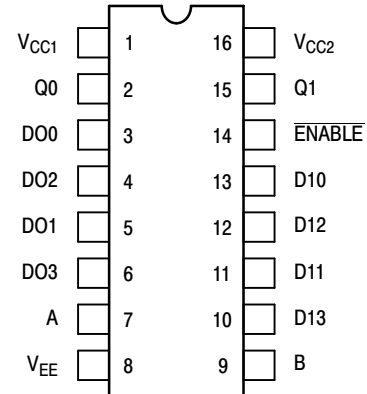 VCC1 1 16 VCC2
Q0 2 15 Q1
DO0 3 14 ENABLE
DO2 4 13 D10
DO1 5 12 D12
DO3 6 11 D11
A 7 10 D13
VEE 8 9 B